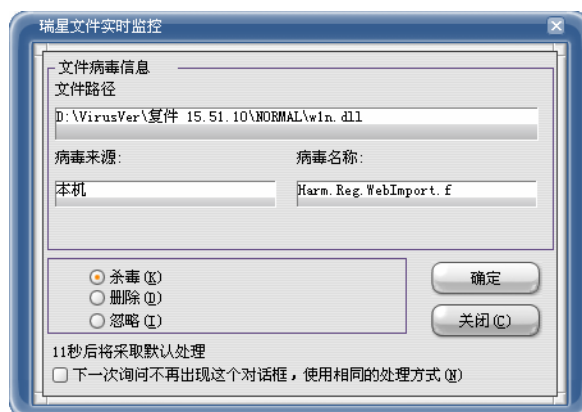 瑞星文件实时监控
文件病毒信息
文件路径
D:\VirusVer\复件 15.51.10\NORMAL\w1n.dll
病毒来源:
病毒名称:
本机
Harm.Reg.WebImport.f
杀毒(K)
删除(D)
忽略(I)
确定
关闭(C)
11秒后将采取默认处理
下一次询问不再出现这个对话框，使用相同的处理方式(N)